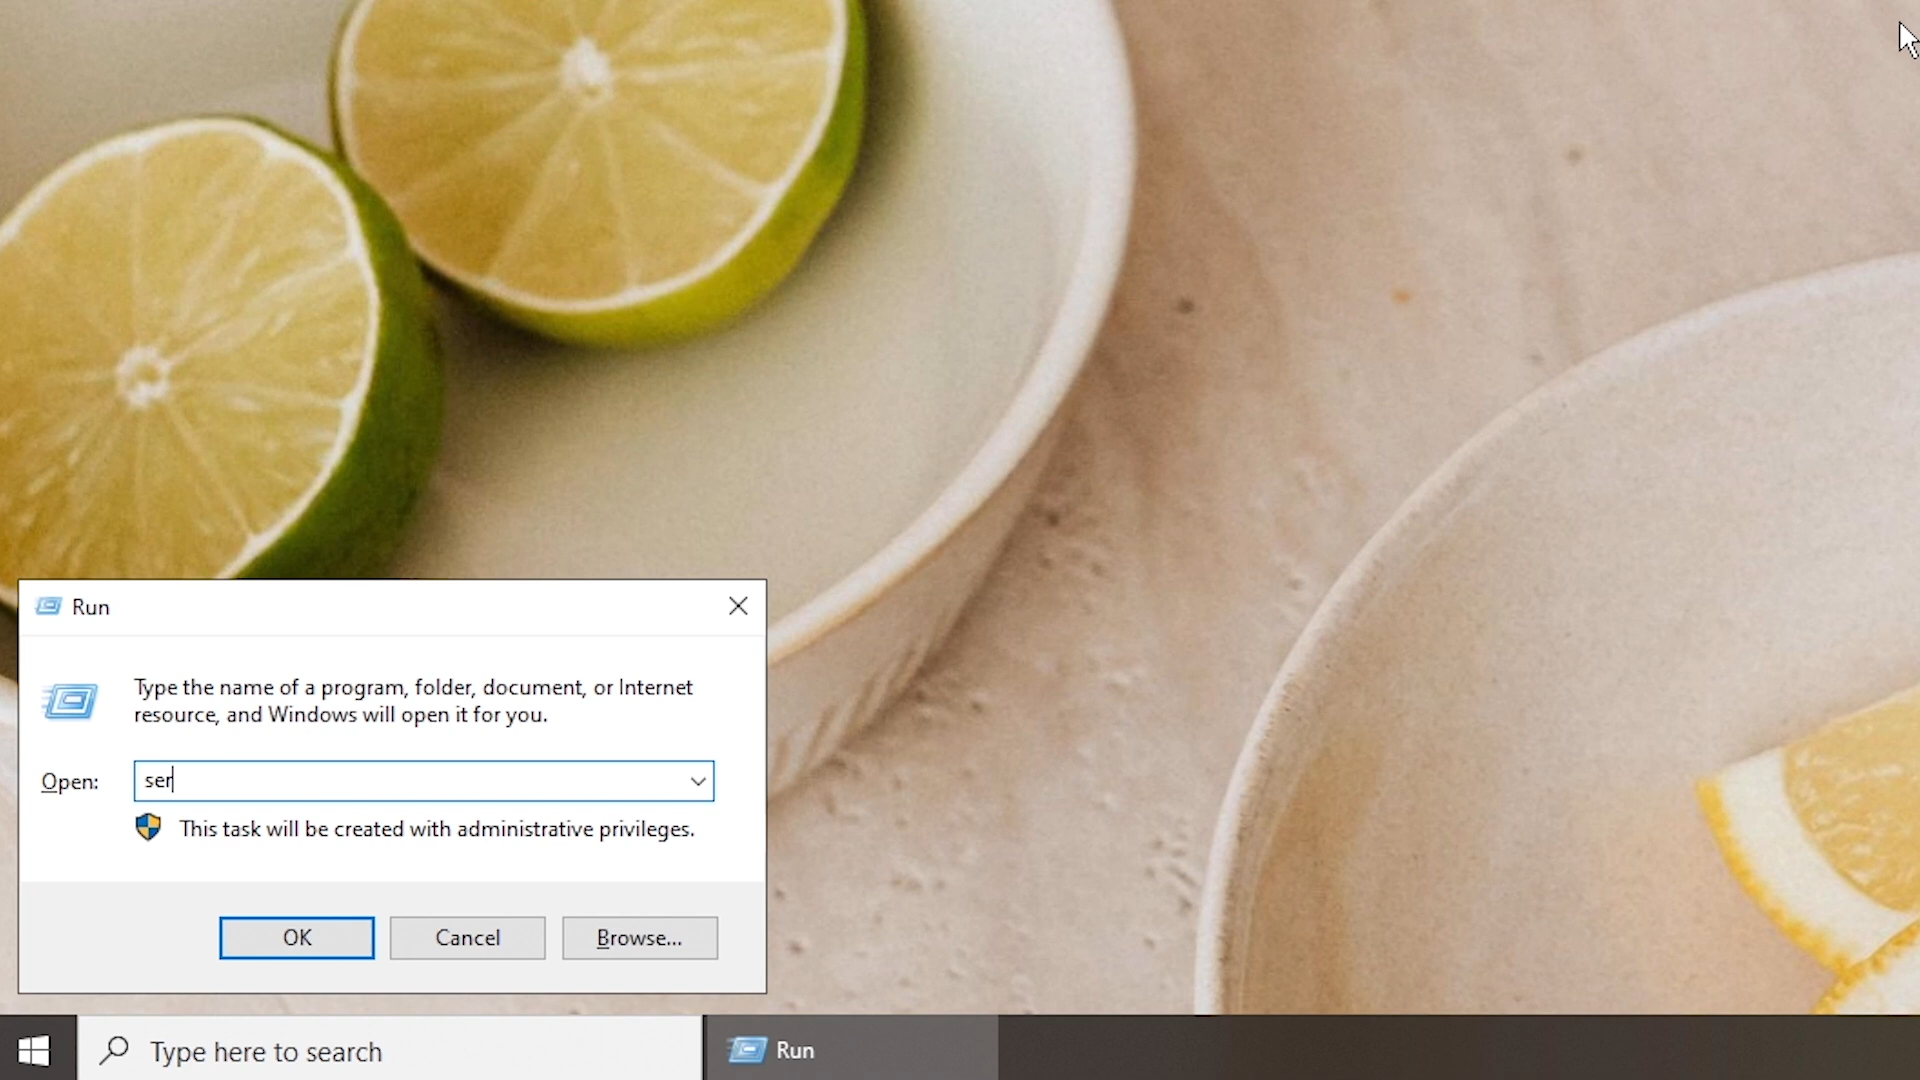 Run
Type the name of a program, folder, document, or Internet
resource, and Windows will open it for you.
Open: ser
This task will be created with administrative privileges.
OK Cancel Browse...
Type here to search Run